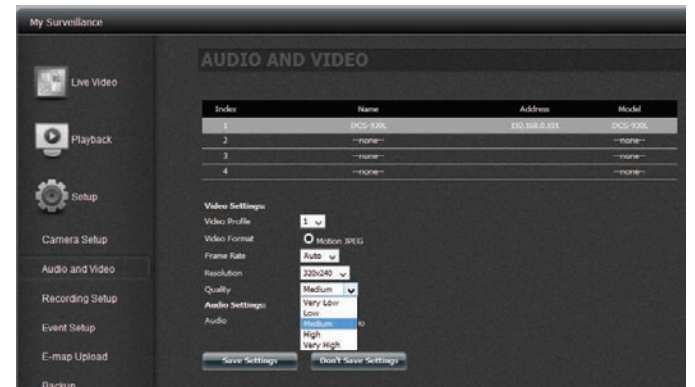 My Surveillance
Live Video
Playback
Setup
Camera Setup
Audio and Video
Recording Setup
Event Setup
E-map Upload
Backup
AUDIO AND VIDEO
Index Name Address Model
1 DCS-930L 192.168.0.101 DCS-930L
2 --none-- --none--
3 --none-- --none--
4 --none-- --none--
Video Settings:
Video Profile 1
Video Format Motion JPEG
Frame Rate Auto
Resolution 320x240
Quality Medium
Very Low
Low
Medium
High
Very High
Audio Settings:
Audio
Save Settings Don't Save Settings